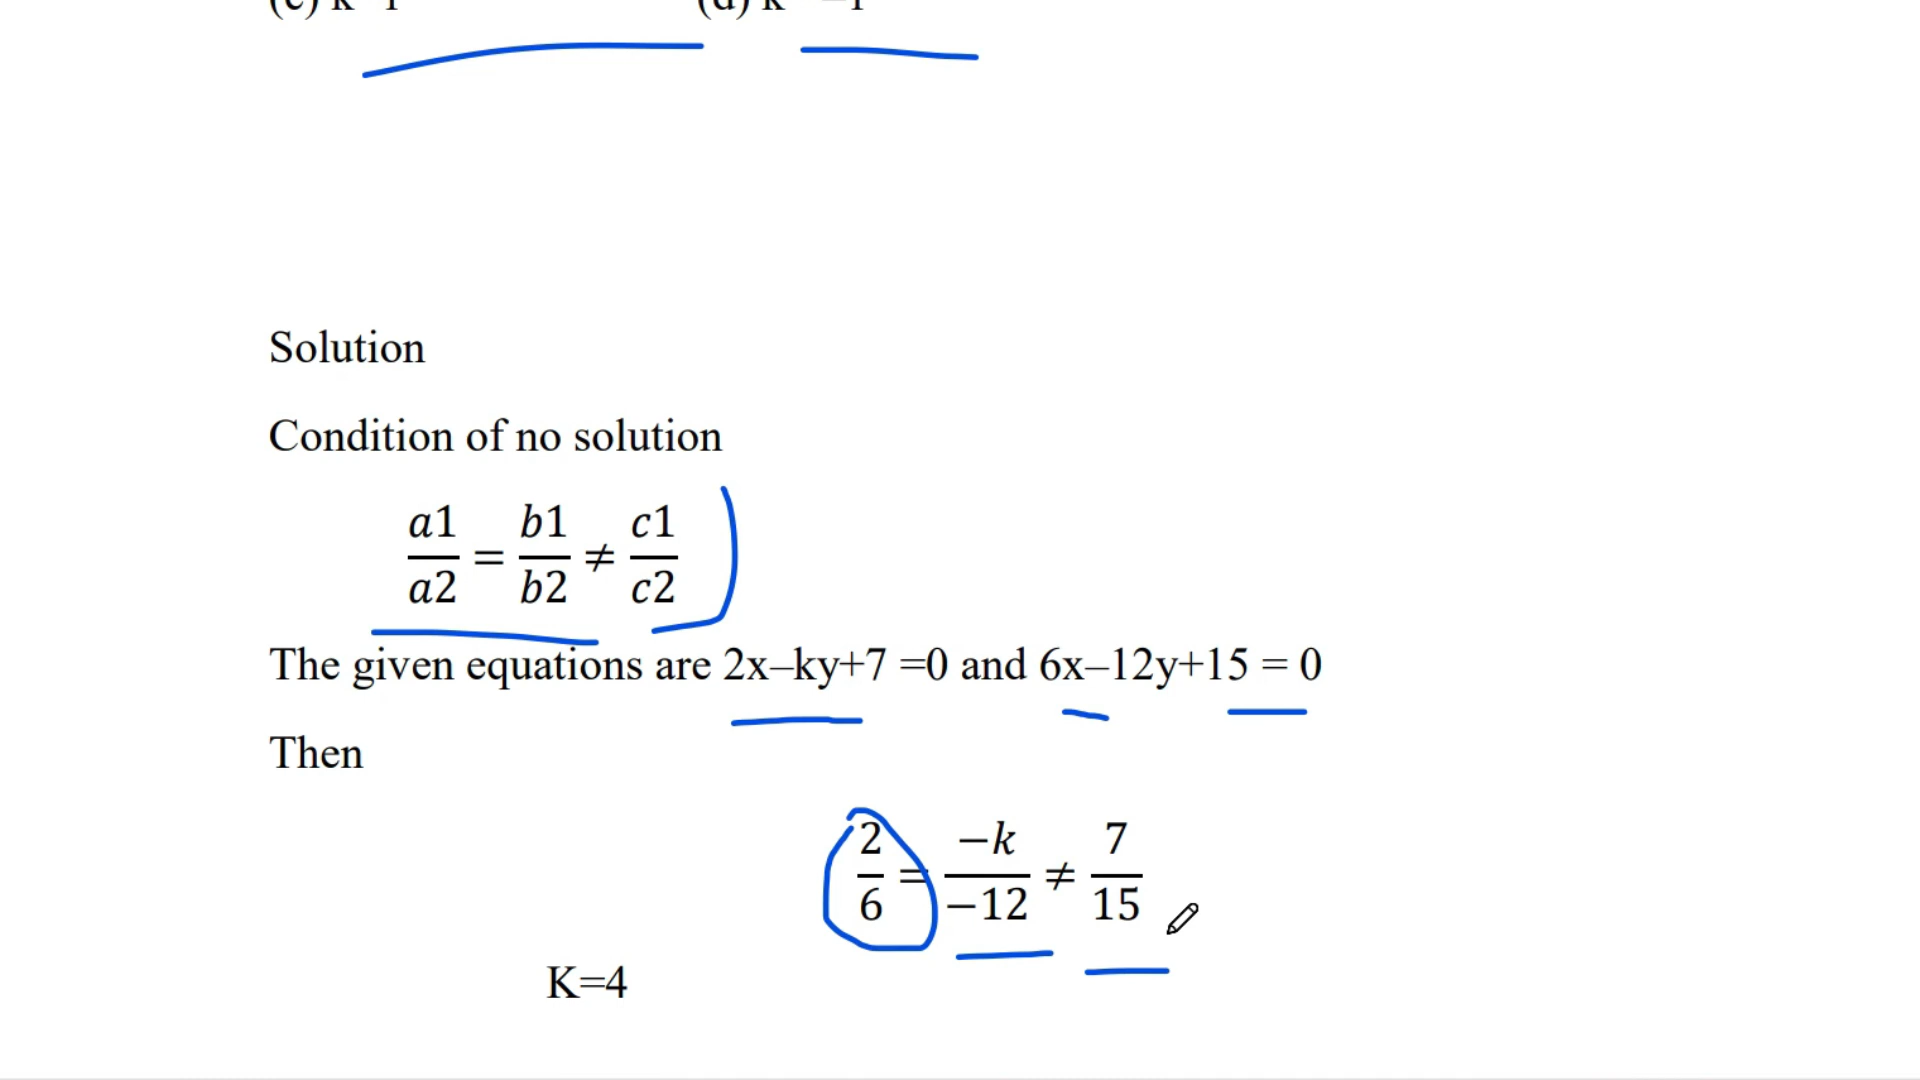 (c) k
(d) k
Solution
Condition of no solution
a1/a2 = b1/b2 ≠ c1/c2
The given equations are 2x–ky+7 =0 and 6x–12y+15 = 0
Then
2/6 = −k/−12 ≠ 7/15
K=4